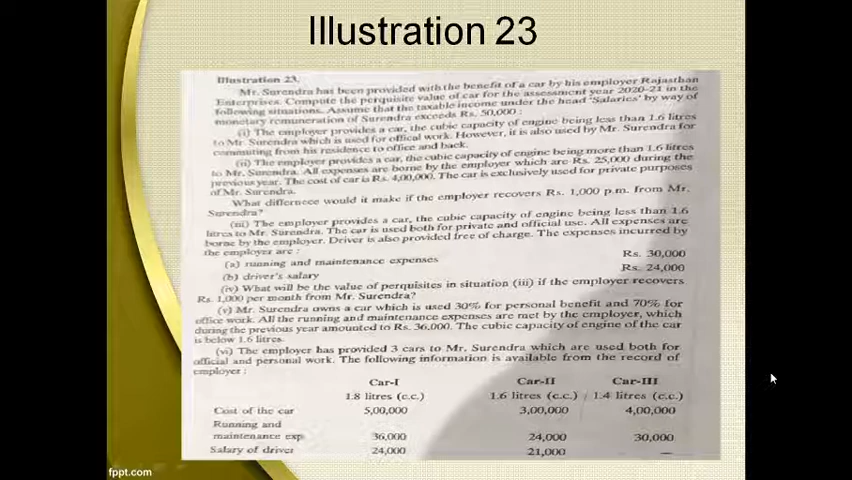 Illustration 23
Illustration 23.
Mr. Surendra has been provided with the benefit of a car by his employer Rajasthan
Enterprises. Compute the perquisite value of car for the assessment year 2020-21 in the
following situations. Assume that the taxable income under the head 'Salaries' by way of
monetary remuneration of Surendra exceeds Rs. 50,000 :
(i) The employer provides a car, the cubic capacity of engine being less than 1.6 litres
to Mr. Surendra which is used for offical work. However, it is also used by Mr. Surendra for
commuting from his residence to office and back.
(ii) The employer provides a car, the cubic capacity of engine being more than 1.6 litres
to Mr. Surendra. All expenses are borne by the employer which are Rs. 25,000 during the
previous year. The cost of car is Rs. 4,00,000. The car is exclusively used for private purposes
of Mr. Surendra.
What differnece would it make if the employer recovers Rs. 1,000 p.m. from Mr.
Surendra?
(iii) The employer provides a car, the cubic capacity of engine being less than 1.6
litres to Mr. Surendra. The car is used both for private and official use. All expenses are
borne by the employer. Driver is also provided free of charge. The expenses incurred by
the employer are :
(a) running and maintenance expenses Rs. 30,000
(b) driver's salary Rs. 24,000
(iv) What will be the value of perquisites in situation (iii) if the employer recovers
Rs. 1,000 per month from Mr. Surendra?
(v) Mr. Surendra owns a car which is used 30% for personal benefit and 70% for
office work. All the running and maintenance expenses are met by the employer, which
during the previous year amounted to Rs. 36,000. The cubic capacity of engine of the car
is below 1.6 litres.
(vi) The employer has provided 3 cars to Mr. Surendra which are used both for
official and personal work. The following information is available from the record of
employer :
Car-I Car-II Car-III
1.8 litres (c.c.) 1.6 litres (c.c.) 1.4 litres (c.c.)
Cost of the car 5,00,000 3,00,000 4,00,000
Running and
maintenance exp 36,000 24,000 30,000
Salary of driver 24,000 21,000 —
fppt.com